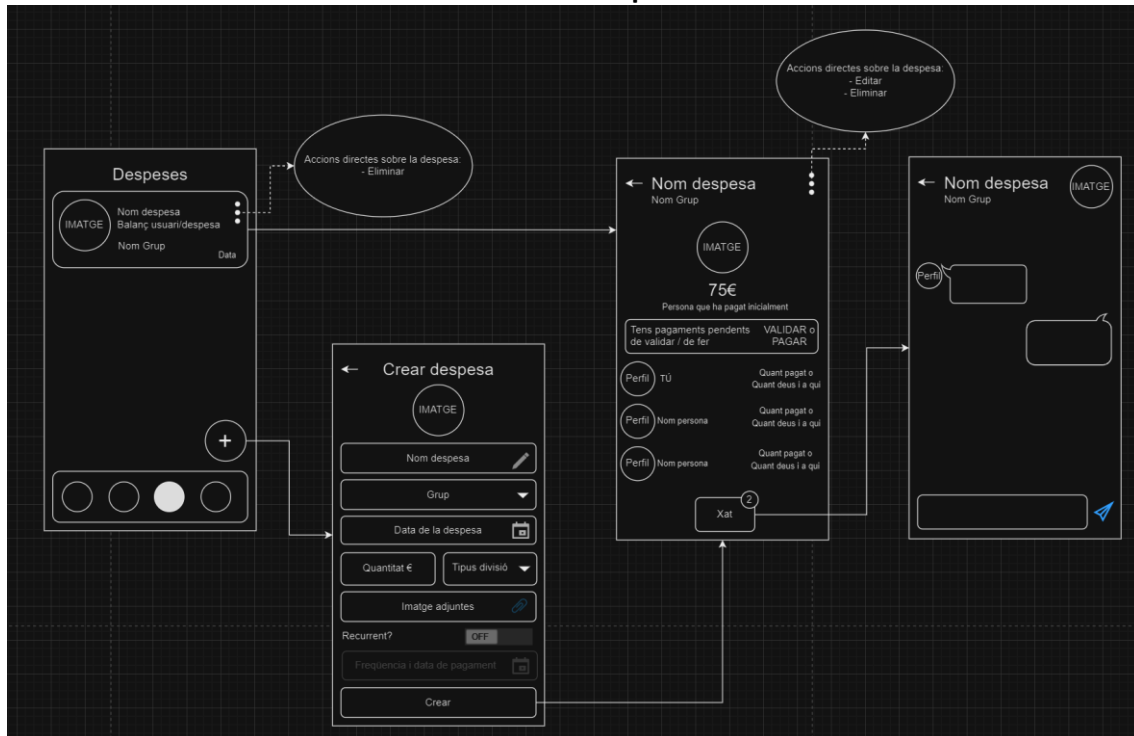 Despeses
IMATGE
Nom despesa
Balanç usuari/despesa
Nom Grup
Data
+
Accions directes sobre la despesa:
- Eliminar
Crear despesa
IMATGE
Nom despesa
Grup
Data de la despesa
Quantitat €
Tipus divisió
Imatge adjuntes
Recurrent?
OFF
Freqüencia i data de pagament
Crear
Accions directes sobre la despesa:
- Editar
- Eliminar
Nom despesa
Nom Grup
IMATGE
75€
Persona que ha pagat inicialment
Tens pagaments pendents
de validar / de fer
VALIDAR o
PAGAR
Perfil
TÚ
Quant pagat o
Quant deus i a qui
Perfil
Nom persona
Quant pagat o
Quant deus i a qui
Perfil
Nom persona
Quant pagat o
Quant deus i a qui
Xat
2
Nom despesa
Nom Grup
IMATGE
Perfil